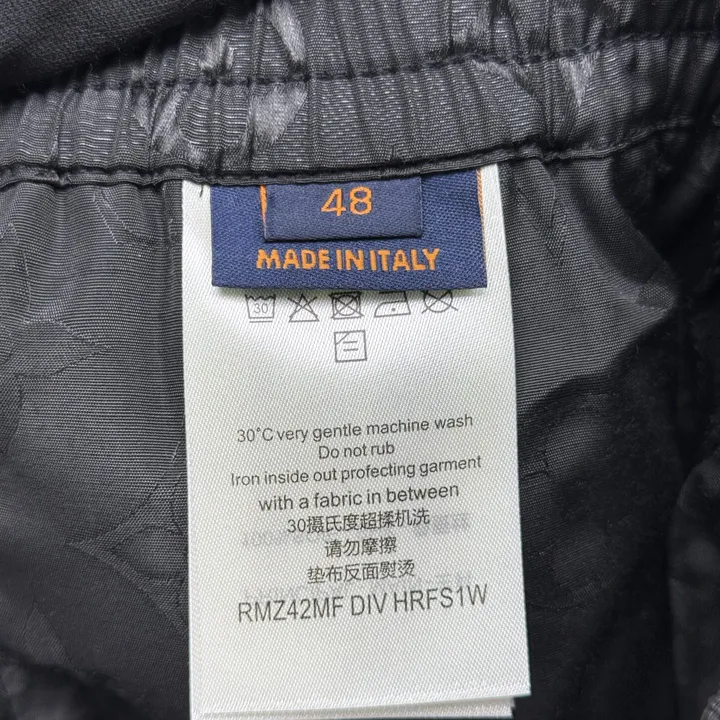 48
MADE IN ITALY
30
30°C very gentle machine wash
Do not rub
Iron inside out profecting garment
with a fabric in between
30摄氏度超揉机洗
请勿摩擦
垫布反面熨烫
RMZ42MF DIV HRFS1W